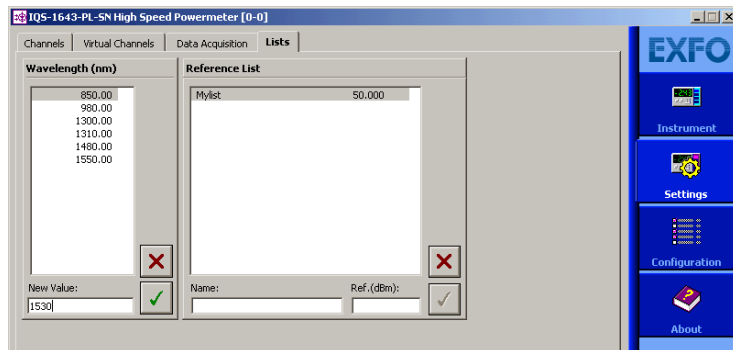 IQS-1643-PL-SN High Speed Powermeter [0-0]
Channels Virtual Channels Data Acquisition Lists
EXFO
Wavelength (nm)
850.00
980.00
1300.00
1310.00
1480.00
1550.00
New Value:
1530
Reference List
Mylist 50.000
Name: Ref.(dBm):
Instrument
Settings
Configuration
About